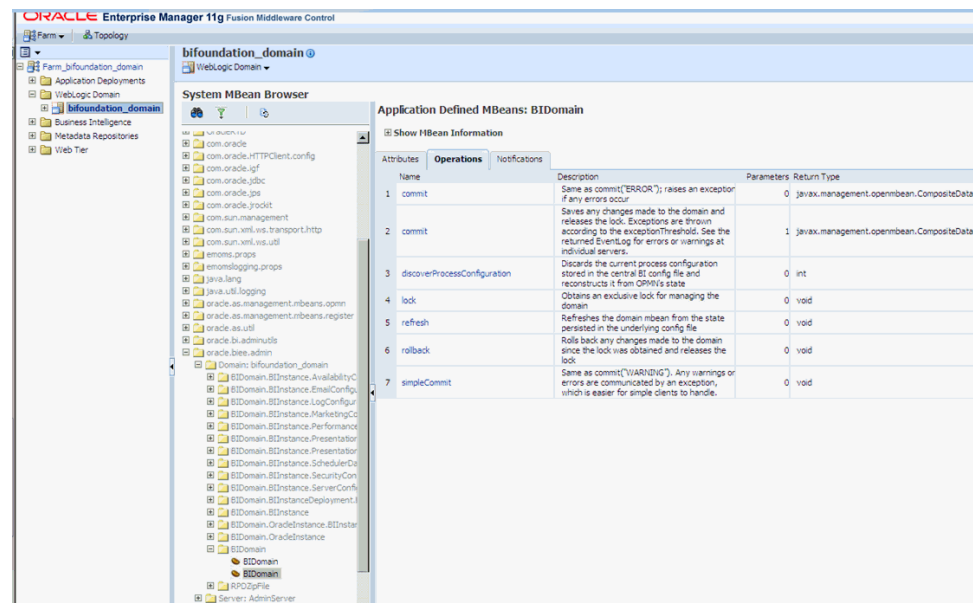 ORACLE Enterprise Manager 11g Fusion Middleware Control
Farm Topology
Farm_bifoundation_domain
Application Deployments
WebLogic Domain
bifoundation_domain
Business Intelligence
Metadata Repositories
Web Tier
bifoundation_domain
WebLogic Domain
System MBean Browser
com.oracle
com.oracle.HTTPClient.config
com.oracle.igf
com.oracle.jdbc
com.oracle.jps
com.oracle.jrockit
com.sun.management
com.sun.xml.ws.transport.http
com.sun.xml.ws.util
emoms.props
emomslogging.props
java.lang
java.util.logging
oracle.as.management.mbeans.opmn
oracle.as.management.mbeans.register
oracle.as.util
oracle.bi.adminutils
oracle.biee.admin
Domain: bifoundation_domain
BIDomain.BIInstance.AvailabilityC
BIDomain.BIInstance.EmailConfigu
BIDomain.BIInstance.LogConfigur
BIDomain.BIInstance.MarketingCo
BIDomain.BIInstance.Performance
BIDomain.BIInstance.Presentation
BIDomain.BIInstance.Presentation
BIDomain.BIInstance.SchedulerDa
BIDomain.BIInstance.SecurityCon
BIDomain.BIInstance.ServerConfi
BIDomain.BIInstanceDeployment.
BIDomain.BIInstance
BIDomain.OracleInstance.BIInstar
BIDomain.OracleInstance
BIDomain
BIDomain
BIDomain
RPDZipFile
Server: AdminServer
Application Defined MBeans: BIDomain
Show MBean Information
Attributes Operations Notifications
Name Description Parameters Return Type
1 commit Same as commit("ERROR"); raises an exception 0 javax.management.openmbean.CompositeData
if any errors occur
Saves any changes made to the domain and
releases the lock. Exceptions are thrown
2 commit according to the exceptionThreshold. See the 1 javax.management.openmbean.CompositeData
returned EventLog for errors or warnings at
individual servers.
Discards the current process configuration
3 discoverProcessConfiguration stored in the central BI config file and 0 int
reconstructs it from OPMN's state
4 lock Obtains an exclusive lock for managing the 0 void
domain
5 refresh Refreshes the domain mbean from the state 0 void
persisted in the underlying config file
Rolls back any changes made to the domain
6 rollback since the lock was obtained and releases the 0 void
lock
Same as commit("WARNING"). Any warnings or
7 simpleCommit errors are communicated by an exception, 0 void
which is easier for simple clients to handle.